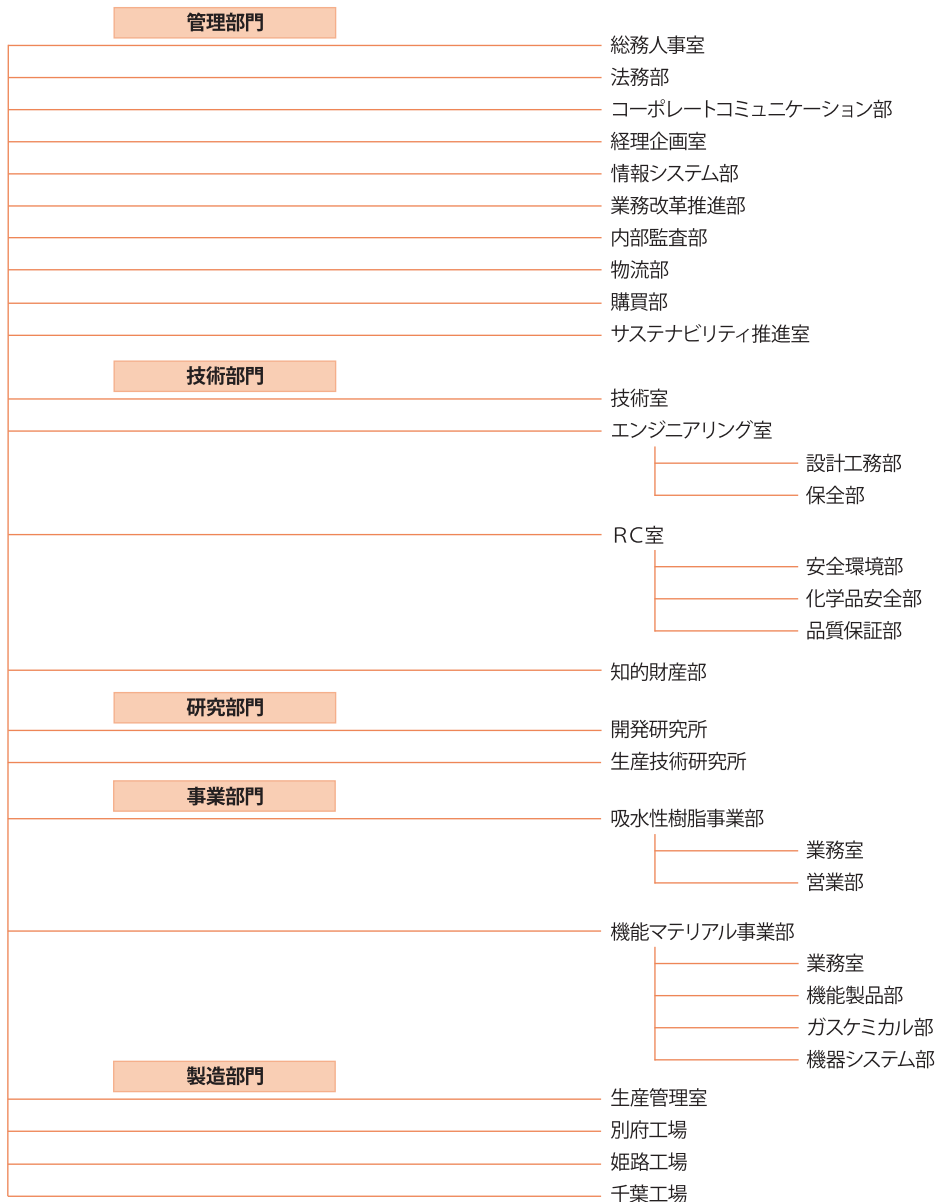 管理部門
総務人事室
法務部
コーポレートコミュニケーション部
経理企画室
情報システム部
業務改革推進部
内部監査部
物流部
購買部
サステナビリティ推進室
技術部門
技術室
エンジニアリング室
設計工務部
保全部
RC室
安全環境部
化学品安全部
品質保証部
知的財産部
研究部門
開発研究所
生産技術研究所
事業部門
吸水性樹脂事業部
業務室
営業部
機能マテリアル事業部
業務室
機能製品部
ガスケミカル部
機器システム部
製造部門
生産管理室
別府工場
姫路工場
千葉工場